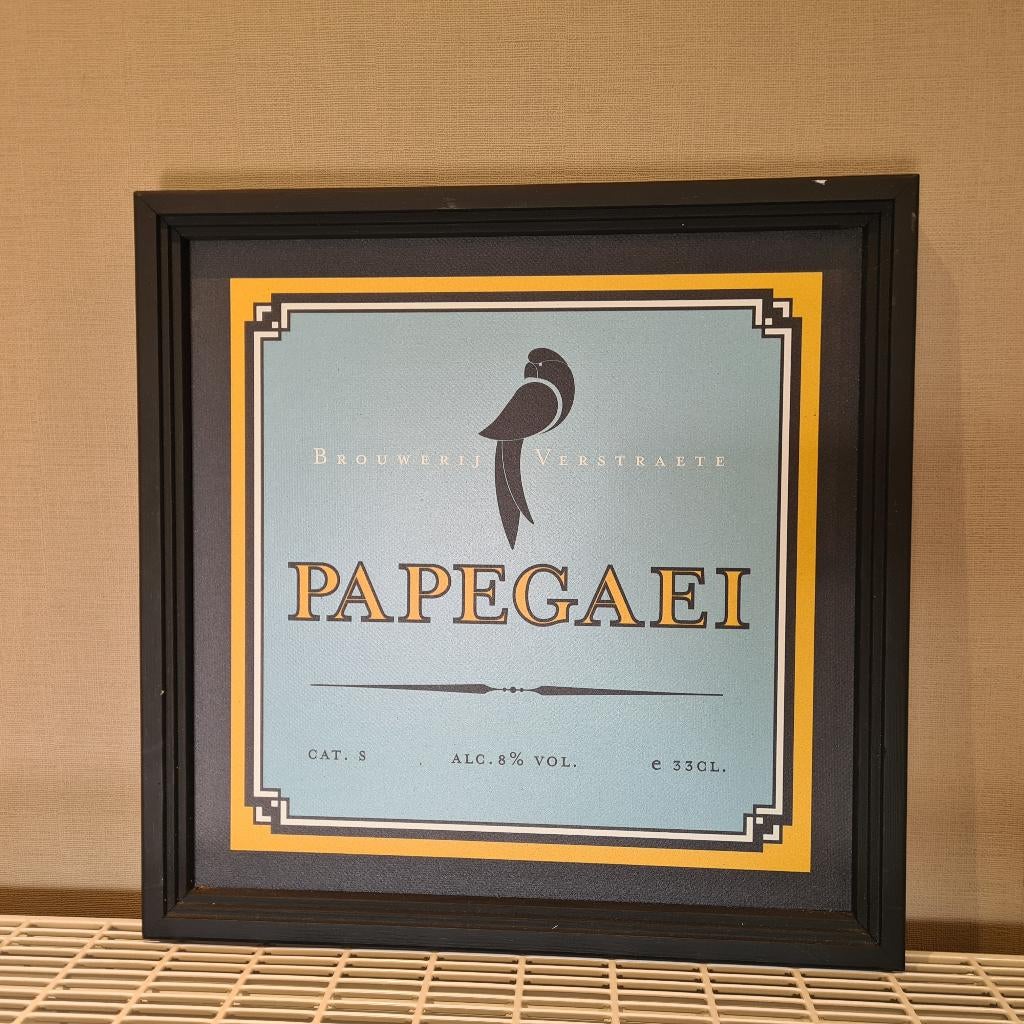 Brouwerij Verstraete
PAPEGAEI
CAT. S ALC. 8% VOL. e 33CL.